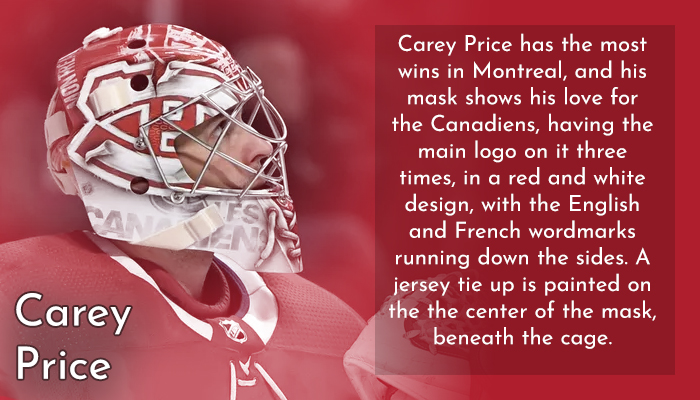 Carey Price has the most
wins in Montreal, and his
mask shows his love for
the Canadiens, having the
main logo on it three
times, in a red and white
design, with the English
and French wordmarks
running down the sides. A
jersey tie up is painted on
the the center of the mask,
beneath the cage.
LES
CANADIENS
Carey
Price